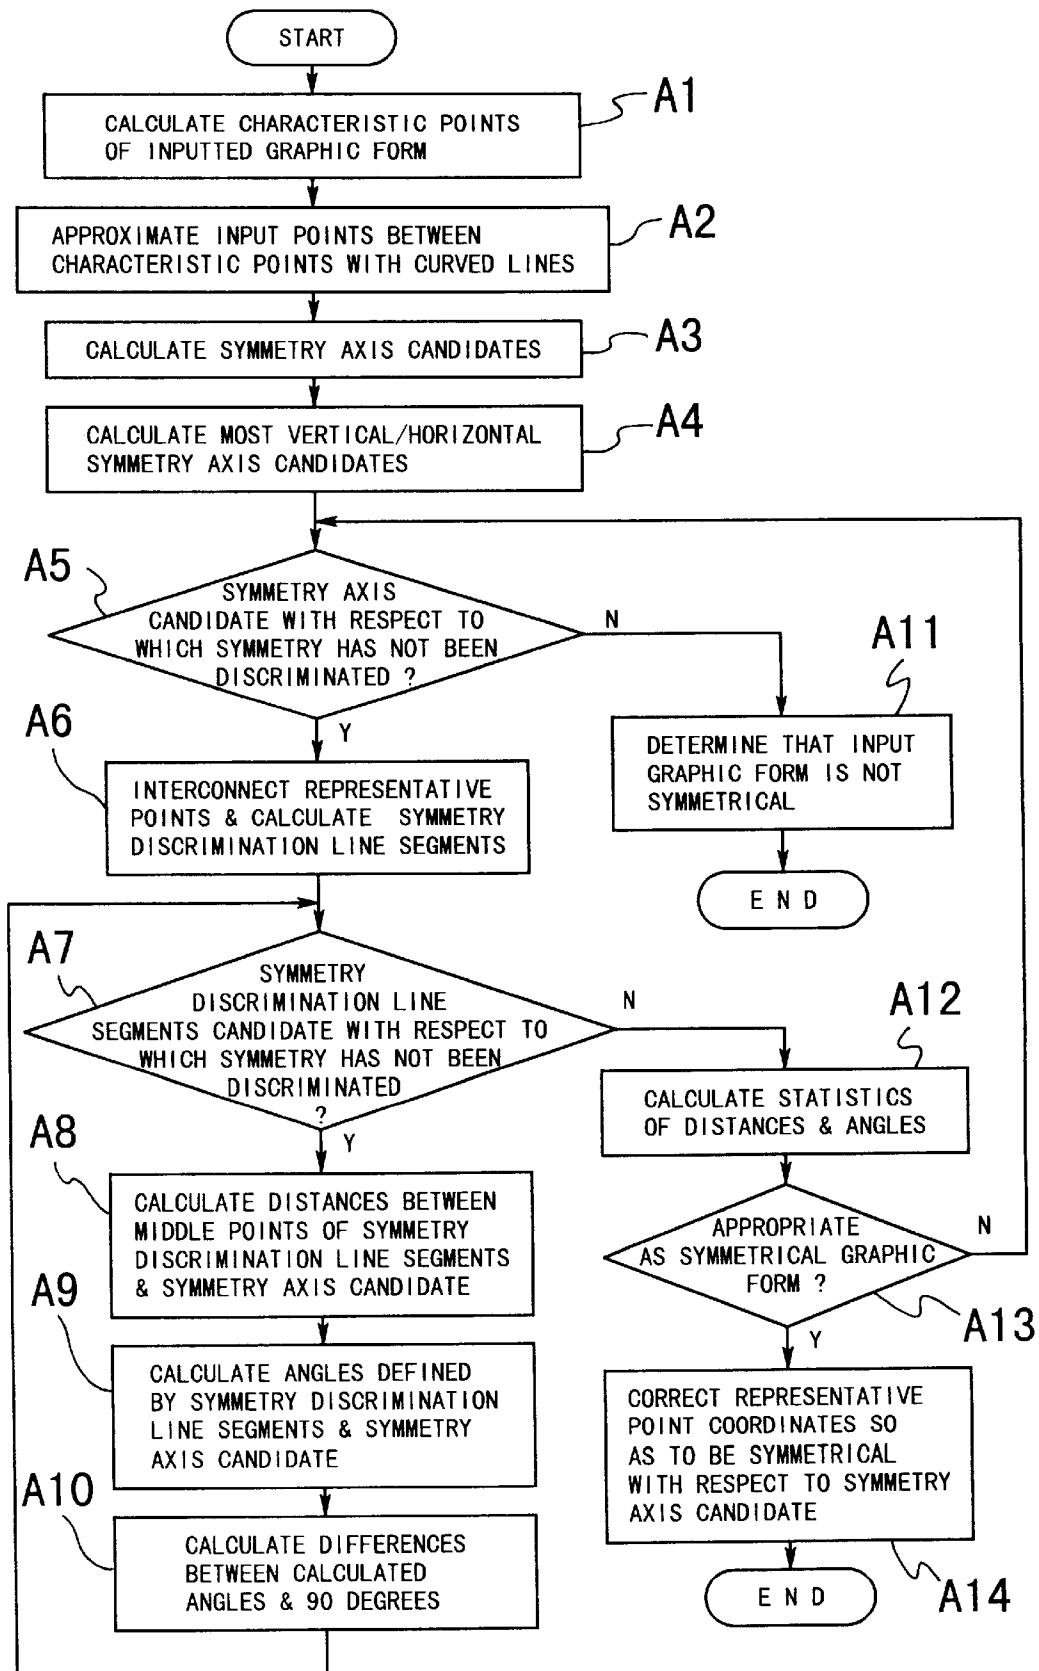 START
A1
CALCULATE CHARACTERISTIC POINTS
OF INPUTTED GRAPHIC FORM
A2
APPROXIMATE INPUT POINTS BETWEEN
CHARACTERISTIC POINTS WITH CURVED LINES
A3
CALCULATE SYMMETRY AXIS CANDIDATES
A4
CALCULATE MOST VERTICAL/HORIZONTAL
SYMMETRY AXIS CANDIDATES
A5
SYMMETRY AXIS
CANDIDATE WITH RESPECT TO
WHICH SYMMETRY HAS NOT BEEN
DISCRIMINATED ?
N
Y
A11
DETERMINE THAT INPUT
GRAPHIC FORM IS NOT
SYMMETRICAL
END
A6
INTERCONNECT REPRESENTATIVE
POINTS & CALCULATE SYMMETRY
DISCRIMINATION LINE SEGMENTS
A7
SYMMETRY
DISCRIMINATION LINE
SEGMENTS CANDIDATE WITH RESPECT TO
WHICH SYMMETRY HAS NOT BEEN
DISCRIMINATED
?
N
Y
A8
CALCULATE DISTANCES BETWEEN
MIDDLE POINTS OF SYMMETRY
DISCRIMINATION LINE SEGMENTS
& SYMMETRY AXIS CANDIDATE
A9
CALCULATE ANGLES DEFINED
BY SYMMETRY DISCRIMINATION
LINE SEGMENTS & SYMMETRY
AXIS CANDIDATE
A10
CALCULATE DIFFERENCES
BETWEEN CALCULATED
ANGLES & 90 DEGREES
A12
CALCULATE STATISTICS
OF DISTANCES & ANGLES
APPROPRIATE
AS SYMMETRICAL GRAPHIC
FORM ?
N
A13
Y
CORRECT REPRESENTATIVE
POINT COORDINATES SO
AS TO BE SYMMETRICAL
WITH RESPECT TO SYMMETRY
AXIS CANDIDATE
A14
END